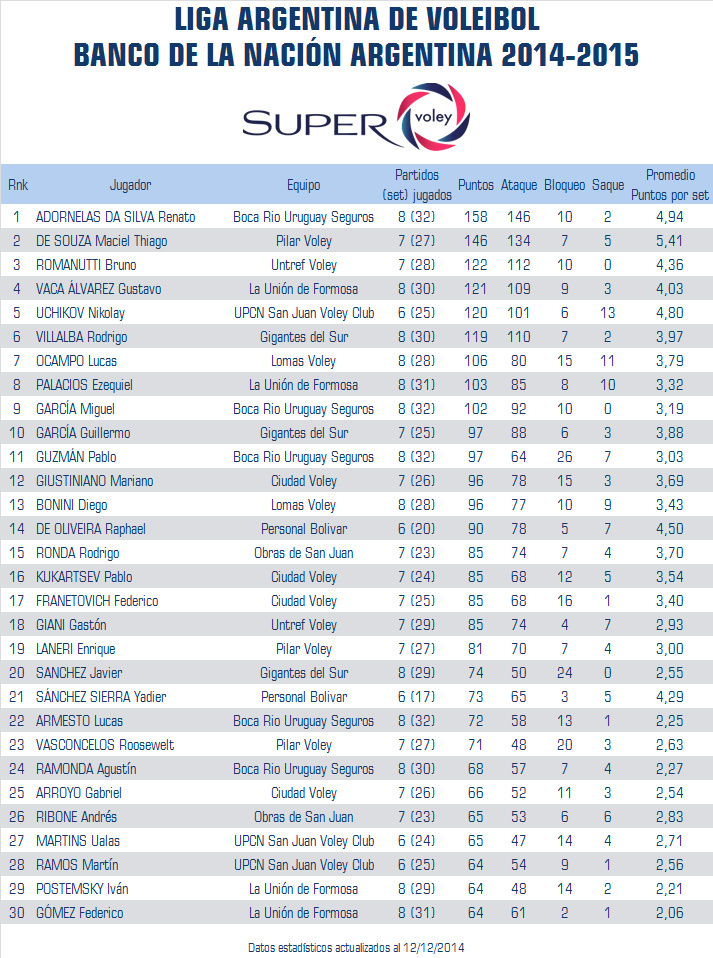 LIGA ARGENTINA DE VOLEIBOL
BANCO DE LA NACIÓN ARGENTINA 2014-2015
SUPER voley
Rnk Jugador Equipo Partidos (set) jugados Puntos Ataque Bloqueo Saque Promedio Puntos por set
1 ADORNELAS DA SILVA Renato Boca Rio Uruguay Seguros 8 (32) 158 146 10 2 4,94
2 DE SOUZA Maciel Thiago Pilar Voley 7 (27) 146 134 7 5 5,41
3 ROMANUTTI Bruno Untref Voley 7 (28) 122 112 10 0 4,36
4 VACA ÁLVAREZ Gustavo La Unión de Formosa 8 (30) 121 109 9 3 4,03
5 UCHIKOV Nikolay UPCN San Juan Voley Club 6 (25) 120 101 6 13 4,80
6 VILLALBA Rodrigo Gigantes del Sur 8 (30) 119 110 7 2 3,97
7 OCAMPO Lucas Lomas Voley 8 (28) 106 80 15 11 3,79
8 PALACIOS Ezequiel La Unión de Formosa 8 (31) 103 85 8 10 3,32
9 GARCÍA Miguel Boca Rio Uruguay Seguros 8 (32) 102 92 10 0 3,19
10 GARCÍA Guillermo Gigantes del Sur 7 (25) 97 88 6 3 3,88
11 GUZMÁN Pablo Boca Rio Uruguay Seguros 8 (32) 97 64 26 7 3,03
12 GIUSTINIANO Mariano Ciudad Voley 7 (26) 96 78 15 3 3,69
13 BONINI Diego Lomas Voley 8 (28) 96 77 10 9 3,43
14 DE OLIVEIRA Raphael Personal Bolivar 6 (20) 90 78 5 7 4,50
15 RONDA Rodrigo Obras de San Juan 7 (23) 85 74 7 4 3,70
16 KUKARTSEV Pablo Ciudad Voley 7 (24) 85 68 12 5 3,54
17 FRANETOVICH Federico Ciudad Voley 7 (25) 85 68 16 1 3,40
18 GIANI Gastón Untref Voley 7 (29) 85 74 4 7 2,93
19 LANERI Enrique Pilar Voley 7 (27) 81 70 7 4 3,00
20 SANCHEZ Javier Gigantes del Sur 8 (29) 74 50 24 0 2,55
21 SÁNCHEZ SIERRA Yadier Personal Bolivar 6 (17) 73 65 3 5 4,29
22 ARMESTO Lucas Boca Rio Uruguay Seguros 8 (32) 72 58 13 1 2,25
23 VASCONCELOS Roosewelt Pilar Voley 7 (27) 71 48 20 3 2,63
24 RAMONDA Agustín Boca Rio Uruguay Seguros 8 (30) 68 57 7 4 2,27
25 ARROYO Gabriel Ciudad Voley 7 (26) 66 52 11 3 2,54
26 RIBONE Andrés Obras de San Juan 7 (23) 65 53 6 6 2,83
27 MARTINS Ualas UPCN San Juan Voley Club 6 (24) 65 47 14 4 2,71
28 RAMOS Martín UPCN San Juan Voley Club 6 (25) 64 54 9 1 2,56
29 POSTEMSKY Iván La Unión de Formosa 8 (29) 64 48 14 2 2,21
30 GÓMEZ Federico La Unión de Formosa 8 (31) 64 61 2 1 2,06
Datos estadísticos actualizados al 12/12/2014